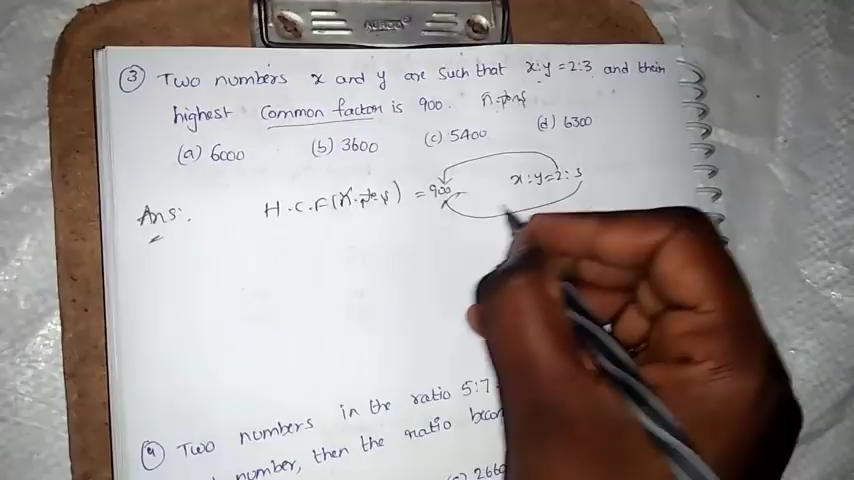 ③ Two numbers x and y are such that x:y = 2:3 and their
highest Common factor is 900.
(a) 6000 (b) 3600 (c) 5400 (d) 6300
Ans: H.C.F = 900 x:y = 2:3
④ Two numbers in the ratio 5:7
number, then the ratio